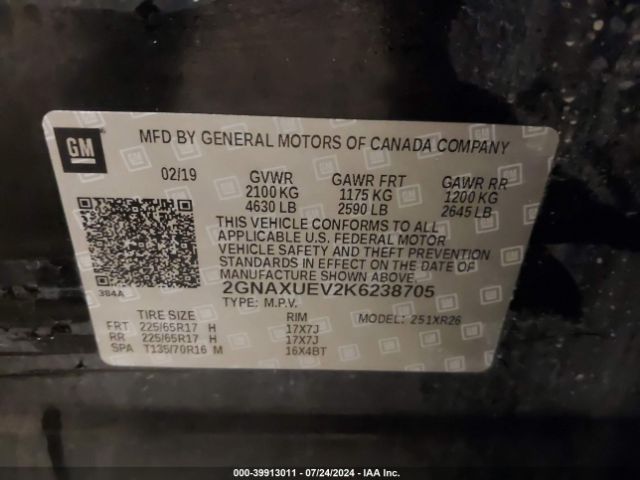 GM
MFD BY GENERAL MOTORS OF CANADA COMPANY
02/19 GVWR GAWR FRT GAWR RR
2100 KG 1175 KG 1200 KG
4630 LB 2590 LB 2645 LB
THIS VEHICLE CONFORMS TO ALL
APPLICABLE U.S. FEDERAL MOTOR
VEHICLE SAFETY AND THEFT PREVENTION
STANDARDS IN EFFECT ON THE DATE
OF MANUFACTURE SHOWN ABOVE.
384A
2GNAXUEV2K6238705
TYPE: M.P.V.
TIRE SIZE RIM MODEL: 251XR26
FRT 225/65R17 H 17X7J
RR 225/65R17 H 17X7J
SPA T135/70R16 M 16X4BT
© IAA - 39913011 - 07/24/2024 - IAAI.com